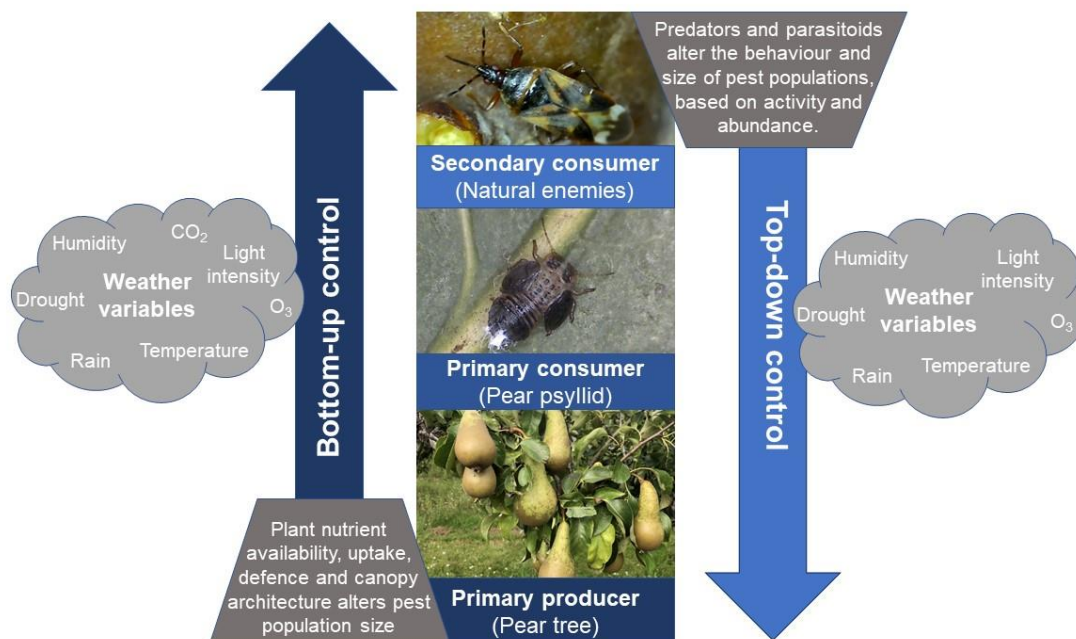 Predators and parasitoids
alter the behaviour and
size of pest populations,
based on activity and
abundance.
Secondary consumer
(Natural enemies)
Bottom-up control
Humidity
CO₂
Light
intensity
Weather
variables
Drought
O₃
Rain
Temperature
Top-down control
Humidity
Light
intensity
Weather
variables
Drought
O₃
Rain
Temperature
Primary consumer
(Pear psyllid)
Plant nutrient
availability, uptake,
defence and canopy
architecture alters pest
population size
Primary producer
(Pear tree)